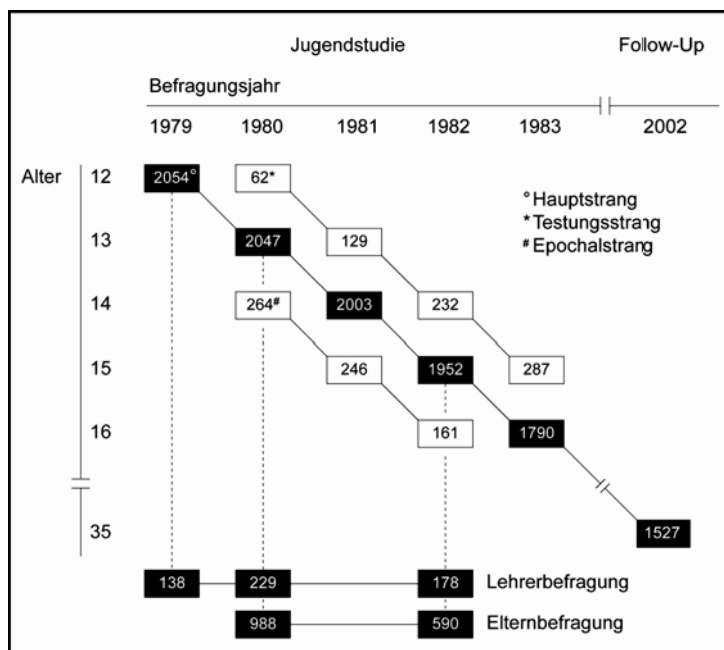 Jugendstudie Follow-Up
Befragungsjahr
1979 1980 1981 1982 1983 2002
Alter 12 2054° 62*
°Hauptstrang
*Testungsstrang
#Epochalstrang
13 2047 129
14 264# 2003 232
15 246 1952 287
16 161 1790
35 1527
138 229 178 Lehrerbefragung
988 590 Elternbefragung